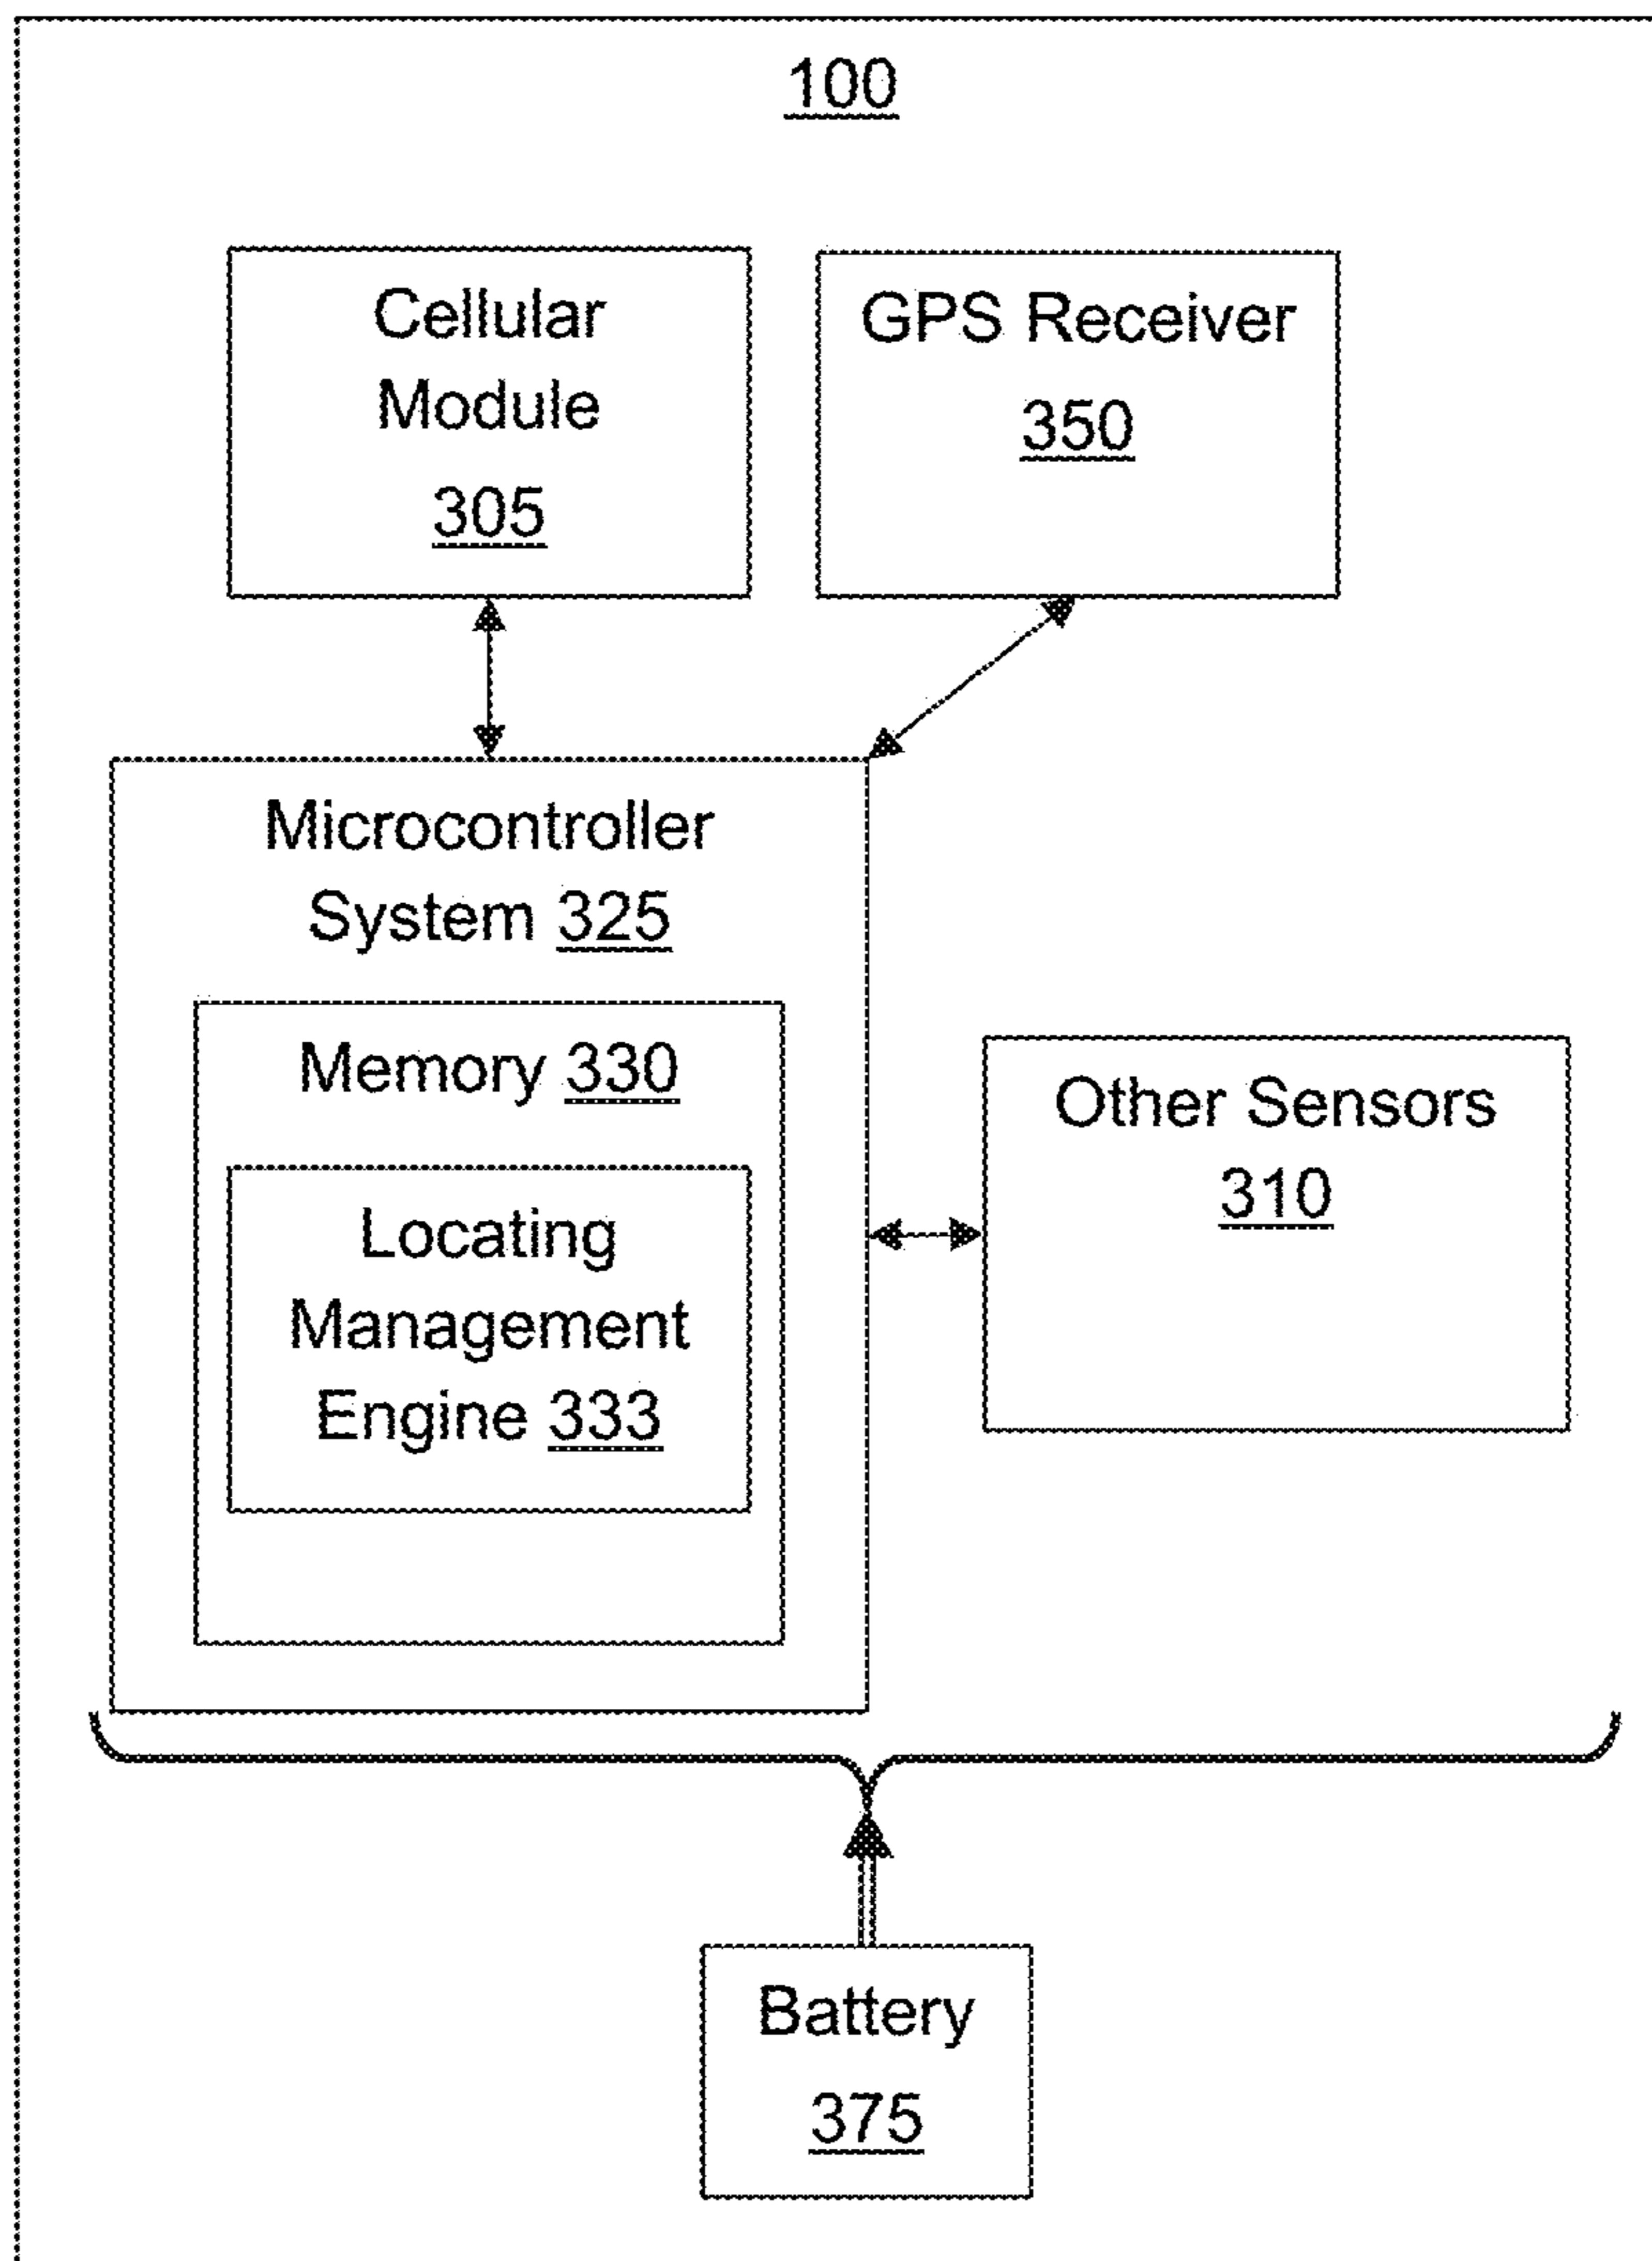 100
Cellular
Module
305
GPS Receiver
350
Microcontroller
System 325
Memory 330
Locating
Management
Engine 333
Other Sensors
310
Battery
375